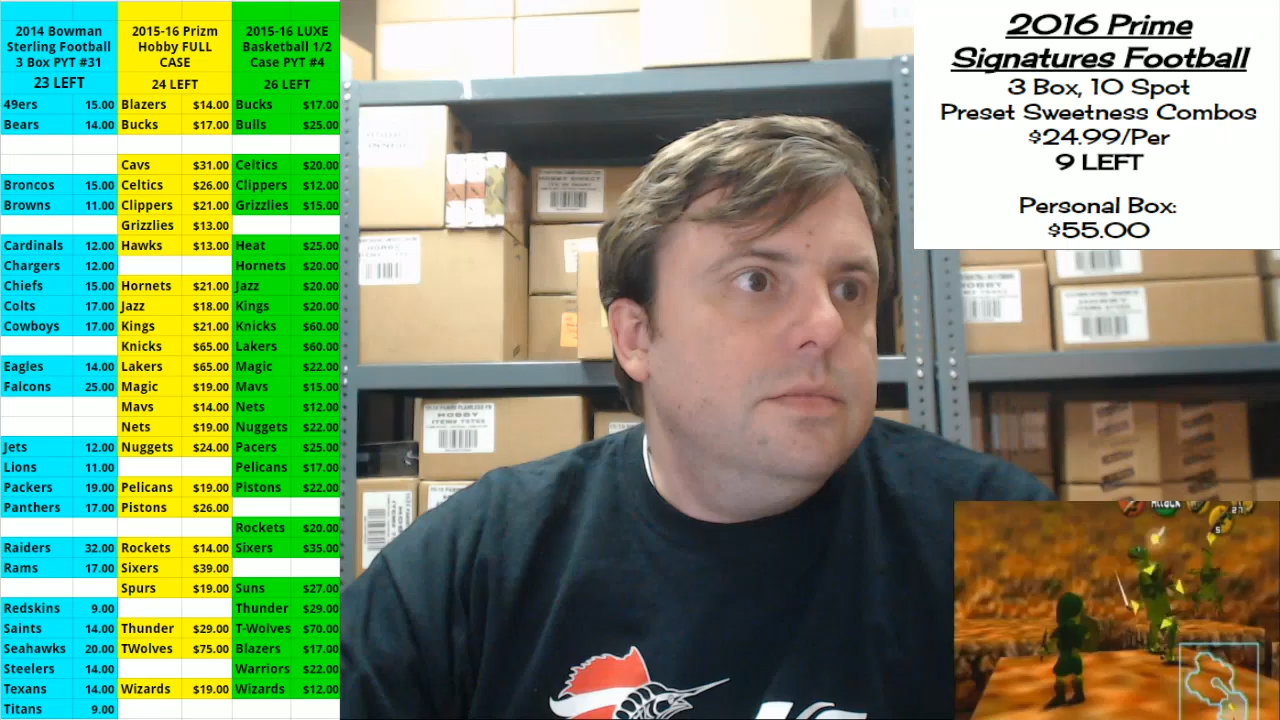 2014 Bowman
Sterling Football
3 Box PYT #31
23 LEFT
49ers 15.00
Bears 14.00
Broncos 15.00
Browns 11.00
Cardinals 12.00
Chargers 12.00
Chiefs 15.00
Colts 17.00
Cowboys 17.00
Eagles 14.00
Falcons 25.00
Jets 12.00
Lions 11.00
Packers 19.00
Panthers 17.00
Raiders 32.00
Rams 17.00
Redskins 9.00
Saints 14.00
Seahawks 20.00
Steelers 14.00
Texans 14.00
Titans 9.00
2015-16 Prizm
Hobby FULL
CASE
24 LEFT
Blazers $14.00
Bucks $17.00
Cavs $31.00
Celtics $26.00
Clippers $21.00
Grizzlies $13.00
Hawks $13.00
Hornets $21.00
Jazz $18.00
Kings $21.00
Knicks $65.00
Lakers $65.00
Magic $19.00
Mavs $14.00
Nets $19.00
Nuggets $24.00
Pelicans $19.00
Pistons $26.00
Rockets $14.00
Sixers $39.00
Spurs $19.00
Thunder $29.00
TWolves $75.00
Wizards $19.00
2015-16 LUXE
Basketball 1/2
Case PYT #4
26 LEFT
Bucks $17.00
Bulls $25.00
Celtics $20.00
Clippers $12.00
Grizzlies $15.00
Heat $25.00
Hornets $20.00
Jazz $20.00
Kings $20.00
Knicks $60.00
Lakers $60.00
Magic $22.00
Mavs $15.00
Nets $12.00
Nuggets $22.00
Pacers $25.00
Pelicans $17.00
Pistons $22.00
Rockets $20.00
Sixers $35.00
Suns $27.00
Thunder $29.00
T-Wolves $70.00
Blazers $17.00
Warriors $22.00
Wizards $12.00
2016 Prime
Signatures Football
3 Box, 10 Spot
Preset Sweetness Combos
$24.99/Per
9 LEFT
Personal Box:
$55.00
HOBBY
Attack